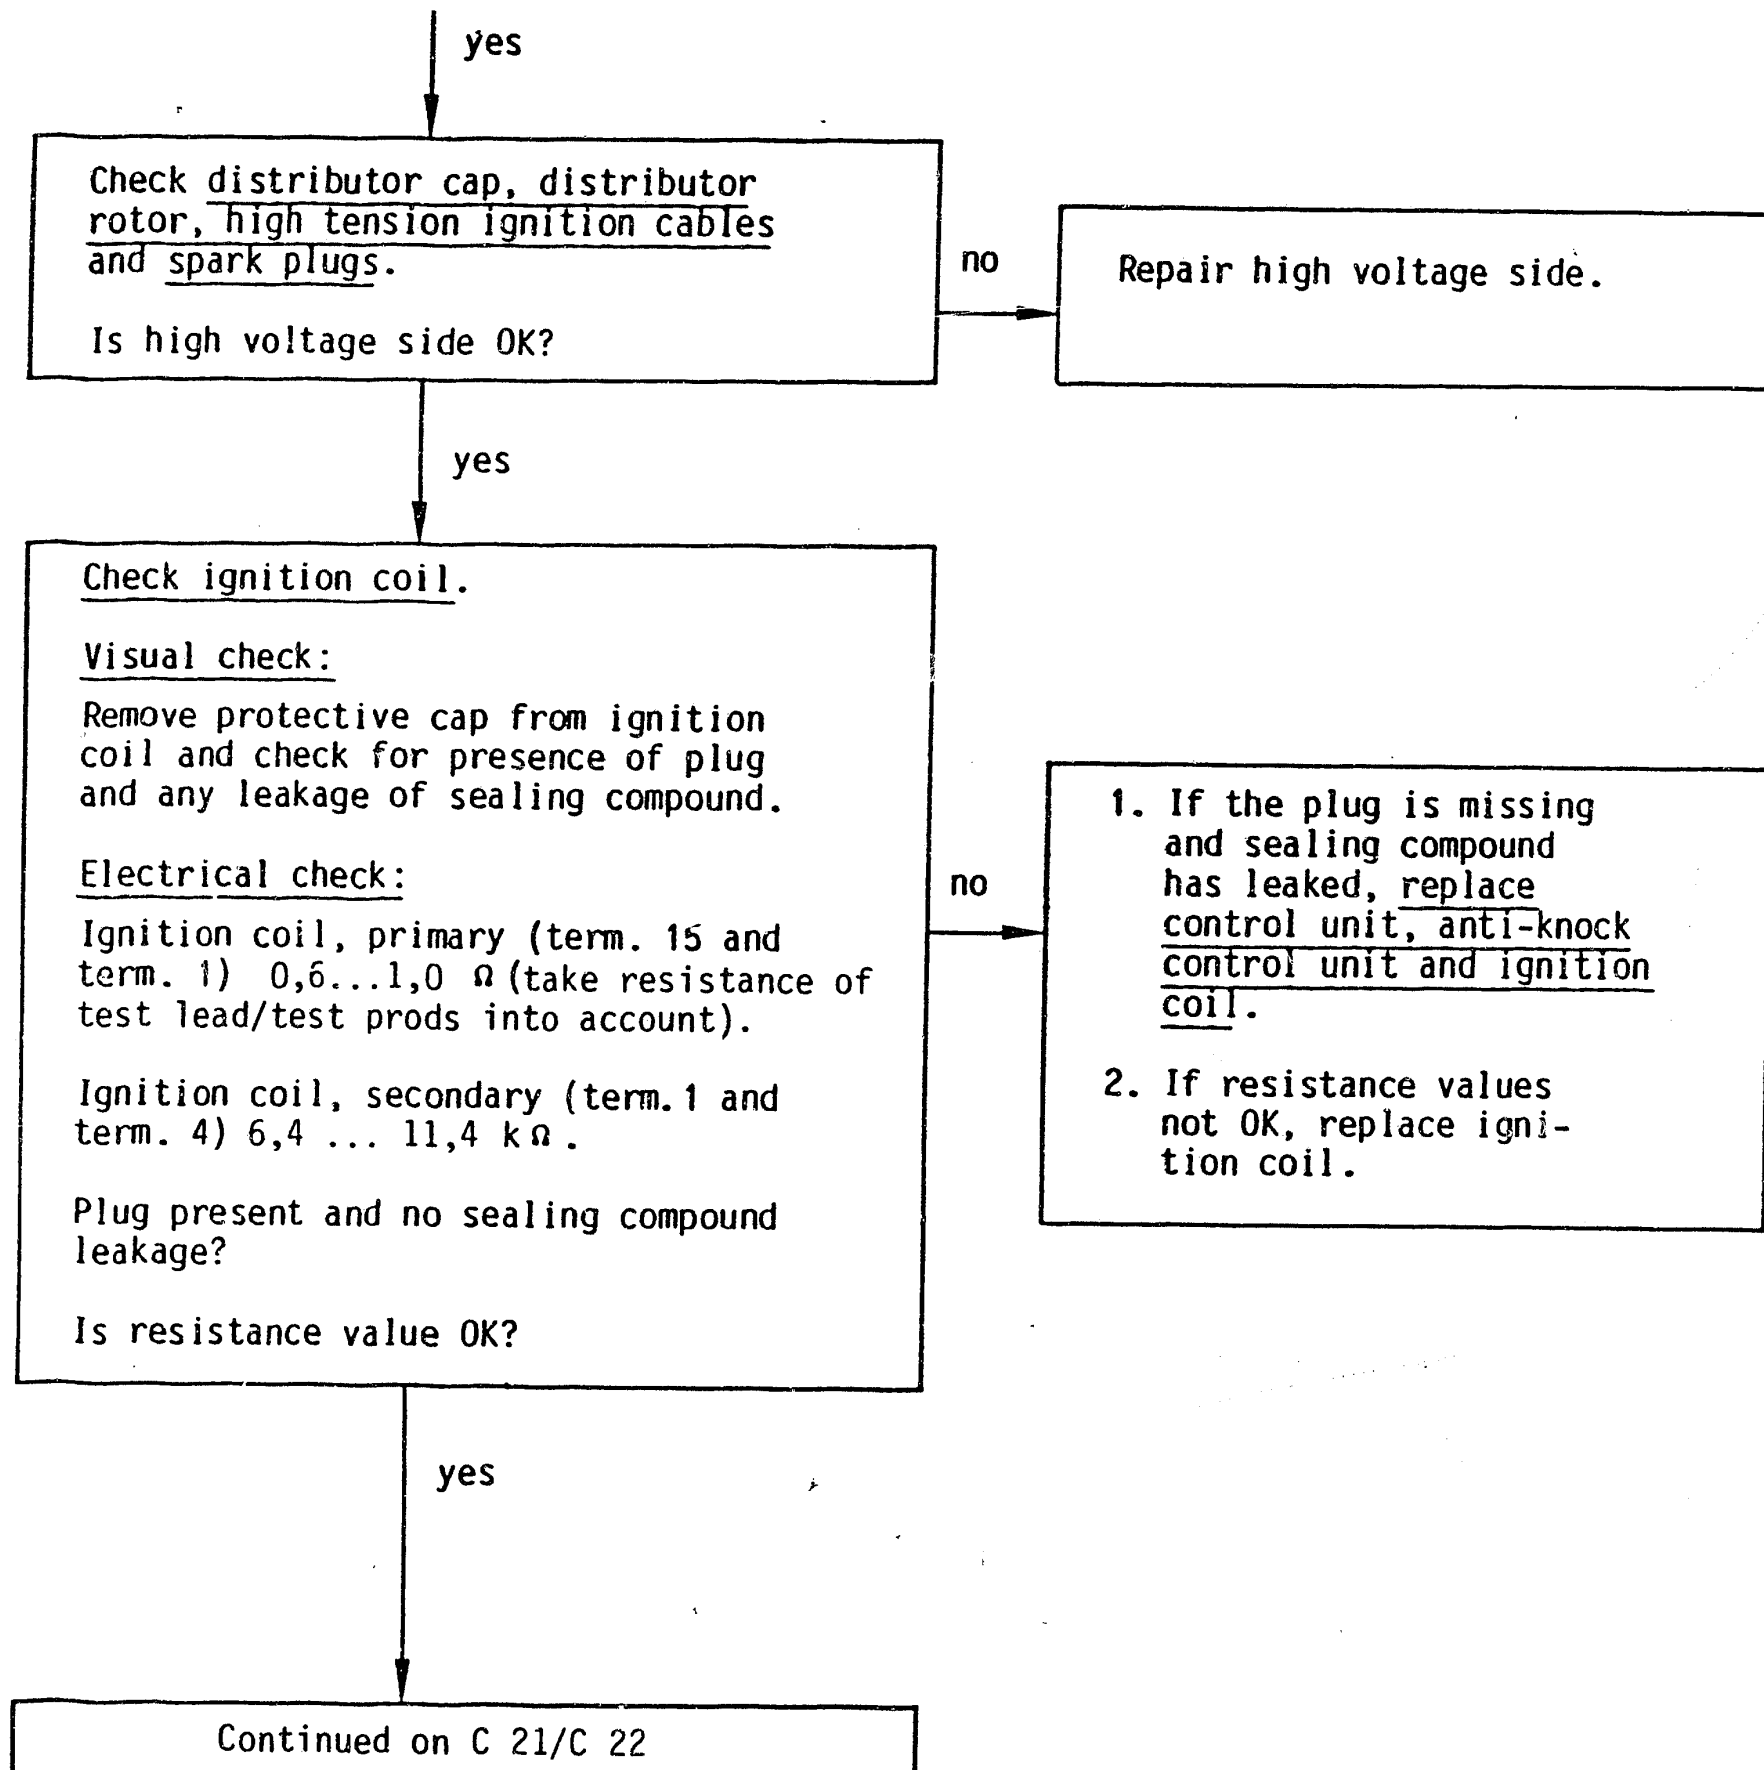 yes
Check distributor cap, distributor
rotor, high tension ignition cables
and spark plugs.
Is high voltage side OK?
no
Repair high voltage side.
yes
Check ignition coil.
Visual check:
Remove protective cap from ignition
coil and check for presence of plug
and any leakage of sealing compound.
Electrical check:
Ignition coil, primary (term. 15 and
term. 1) 0,6...1,0 Ω (take resistance of
test lead/test prods into account).
Ignition coil, secondary (term. 1 and
term. 4) 6,4 ... 11,4 kΩ.
Plug present and no sealing compound
leakage?
Is resistance value OK?
no
1. If the plug is missing
and sealing compound
has leaked, replace
control unit, anti-knock
control unit and ignition
coil.
2. If resistance values
not OK, replace igni-
tion coil.
yes
Continued on C 21/C 22